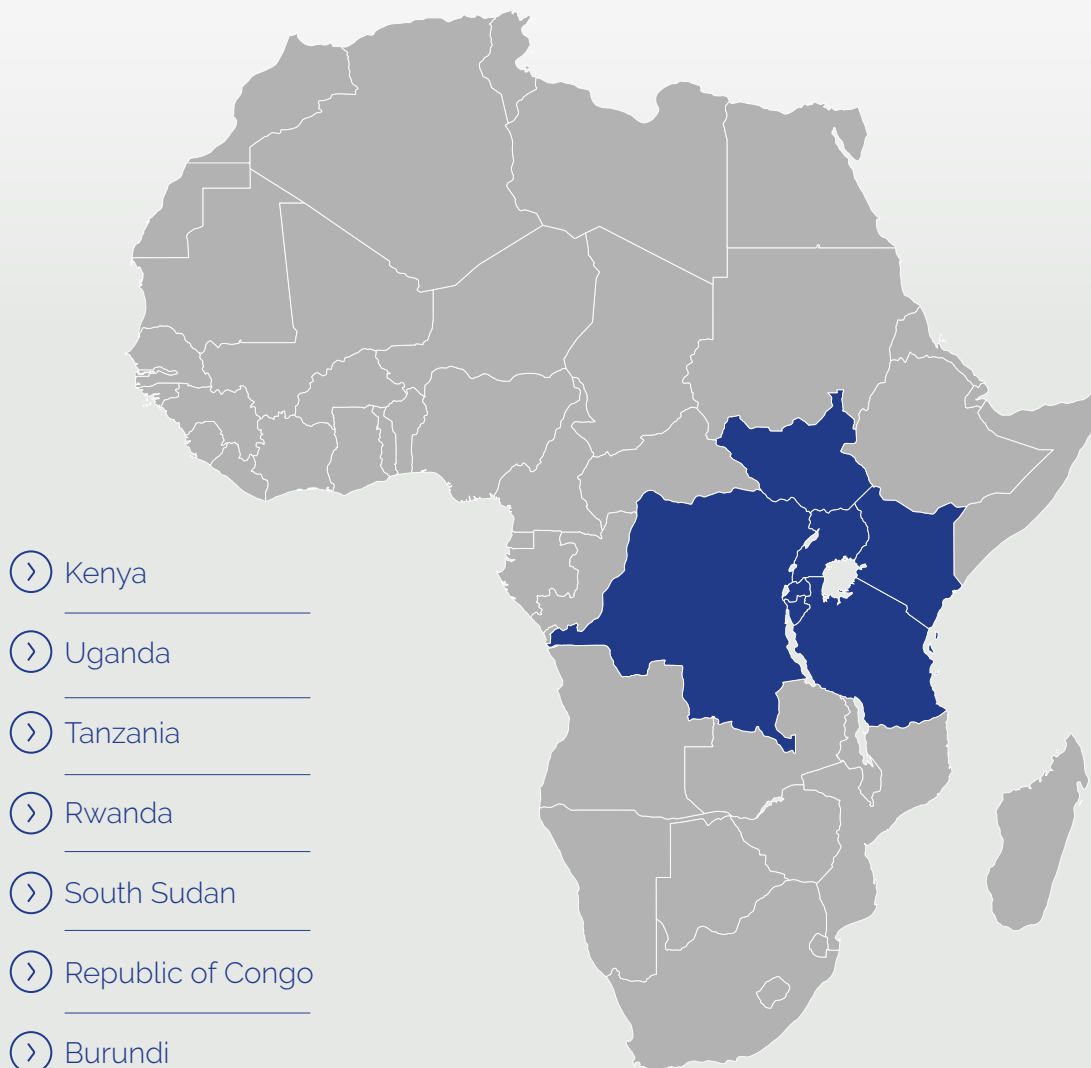 Kenya
Uganda
Tanzania
Rwanda
South Sudan
Republic of Congo
Burundi